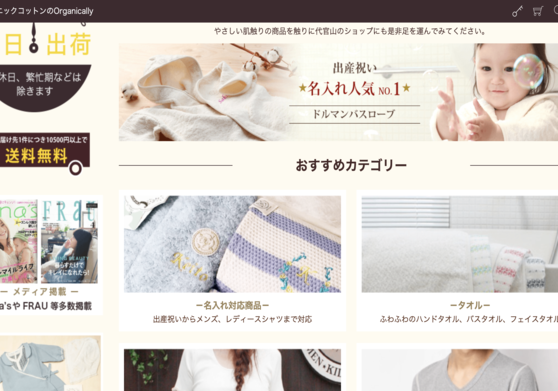 ニックコットンのOrganically
やさしい肌触りの商品を触りに代官山のショップにも是非足を運んでみてください。
日 出荷
休日、繁忙期などは
除きます
届け先1件につき10500円以上で
送料無料
出産祝い
★名入れ人気 NO.1★
ドルマンバスローブ
おすすめカテゴリー
ー名入れ対応商品ー
出産祝いからメンズ、レディースシャツまで対応
ータオルー
ふわふわのハンドタオル、バスタオル、フェイスタオル
na's
FRaU
ー メディア掲載 ー
a'sや FRAU 等多数掲載